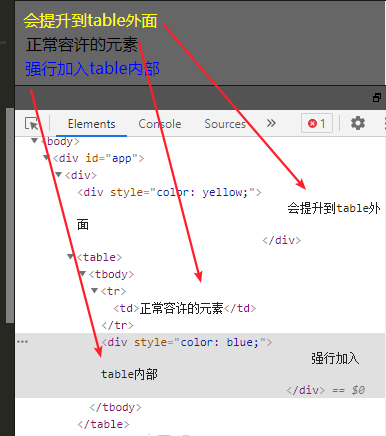 会提升到table外面
正常容许的元素
强行加入table内部
Elements Console Sources » 1
<body>
<div id="app">
<div>
<div style="color: yellow;">
会提升到table外
面
</div>
<table>
<tbody>
<tr>
<td>正常容许的元素</td>
</tr>
<div style="color: blue;">
强行加入
table内部
</div> == $0
</tbody>
</table>